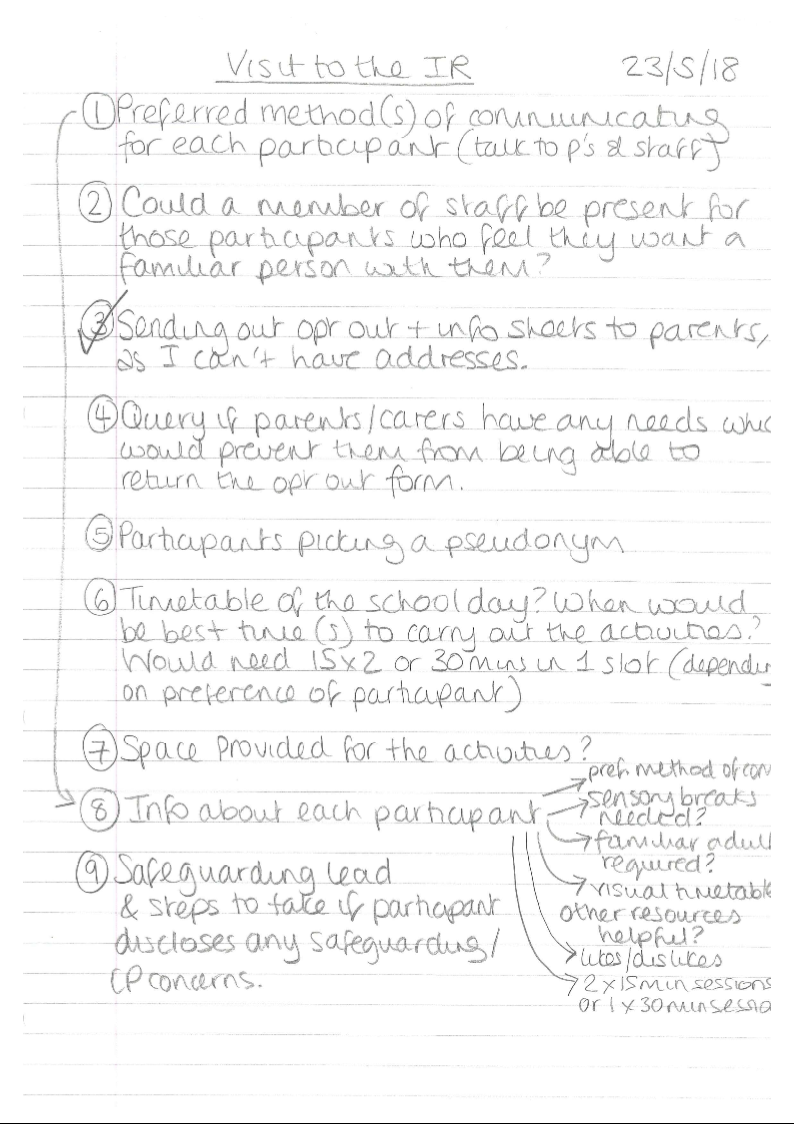 Visit to the IR 23/5/18
① Preferred method(s) of communicating
for each participant (talk to p's & staff)
② Could a member of staff be present for
those participants who feel they want a
familiar person with them?
③ Sending out opt out + info sheets to parents,
as I can't have addresses.
④ Query if parents/carers have any needs whic
would prevent them from being able to
return the opt out form.
⑤ Participants picking a pseudonym
⑥ Timetable of the school day? When would
be best time(s) to carry out the activities?
Would need 15x2 or 30 mins in 1 slot (dependin
on preference of participant)
⑦ Space provided for the activities?
⑧ Info about each participant
pref. method of com
sensory breaks
needed?
familiar adult
required?
visual timetable
other resources
helpful?
likes/dislikes
2 x 15 min sessions
or 1 x 30 min sessio
⑨ Safeguarding lead
& steps to take if participant
discloses any safeguarding/
CP concerns.